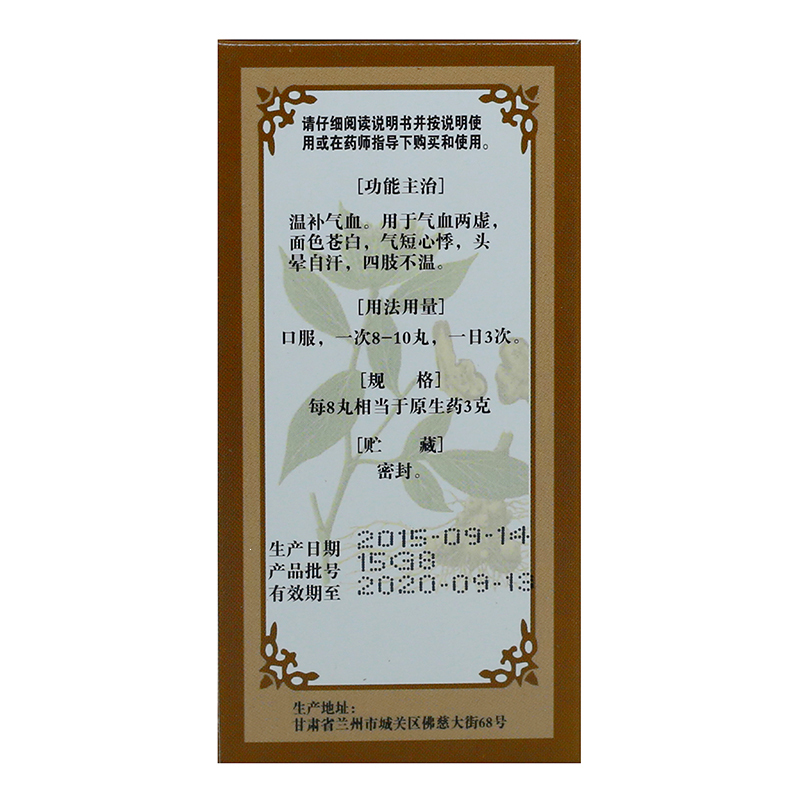 请仔细阅读说明书并按说明使
用或在药师指导下购买和使用。
[功能主治]
温补气血。用于气血两虚，
面色苍白，气短心悸，头
晕自汗，四肢不温。
[用法用量]
口服，一次8-10丸，一日3次。
[规 格]
每8丸相当于原生药3克
[贮 藏]
密封。
生产日期 2015-09-14
产品批号 15G8
有效期至 2020-09-13
生产地址：
甘肃省兰州市城关区佛慈大街68号